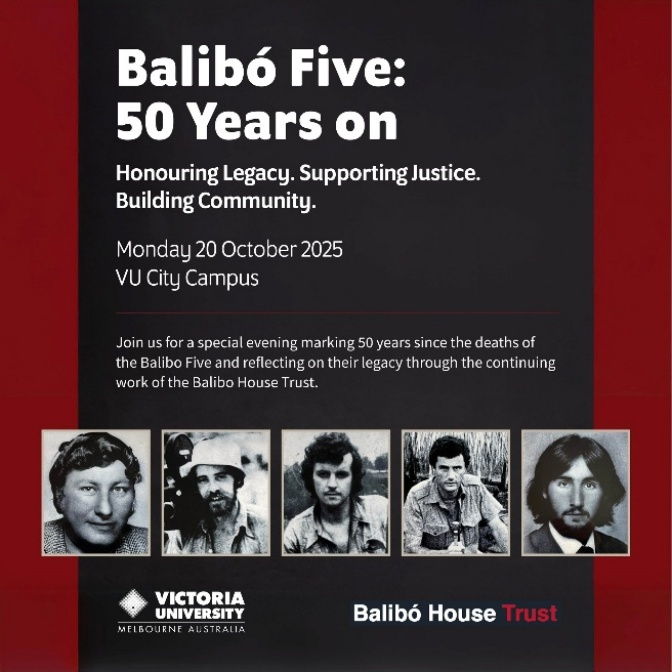 Balibó Five:
50 Years on
Honouring Legacy. Supporting Justice.
Building Community.
Monday 20 October 2025
VU City Campus
Join us for a special evening marking 50 years since the deaths of
the Balibo Five and reflecting on their legacy through the continuing
work of the Balibo House Trust.
VICTORIA
UNIVERSITY
MELBOURNE AUSTRALIA
Balibó House Trust